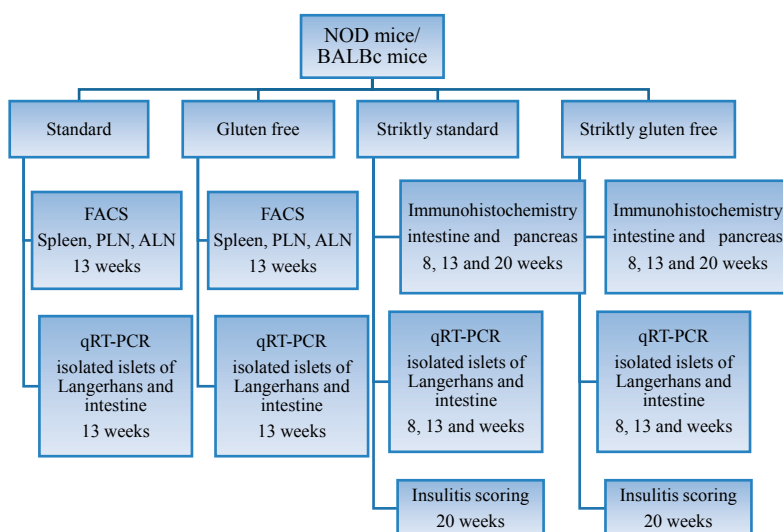 NOD mice/
BALBc mice
Standard
Gluten free
Striktly standard
Striktly gluten free
FACS
Spleen, PLN, ALN
13 weeks
FACS
Spleen, PLN, ALN
13 weeks
Immunohistochemistry
intestine and pancreas
8, 13 and 20 weeks
Immunohistochemistry
intestine and pancreas
8, 13 and 20 weeks
qRT-PCR
isolated islets of
Langerhans and
intestine
13 weeks
qRT-PCR
isolated islets of
Langerhans and
intestine
13 weeks
qRT-PCR
isolated islets of
Langerhans and
intestine
8, 13 and weeks
qRT-PCR
isolated islets of
Langerhans and
intestine
8, 13 and weeks
Insulitis scoring
20 weeks
Insulitis scoring
20 weeks